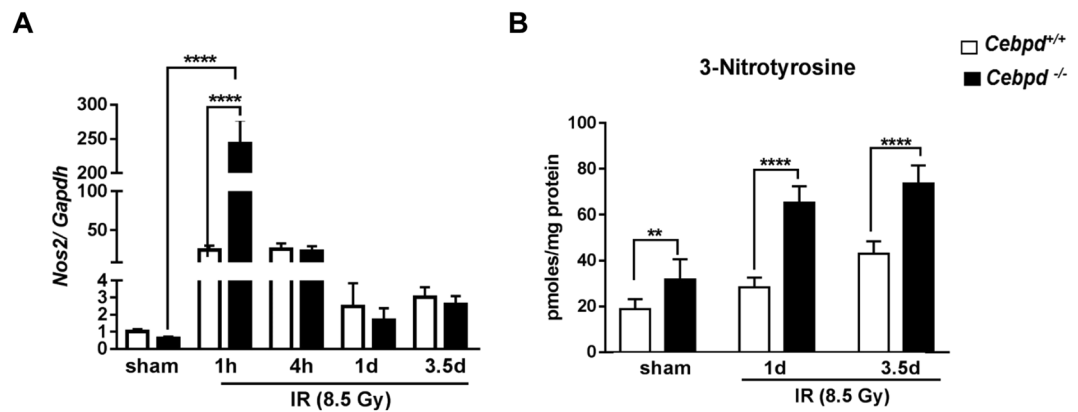 A
****
****
Nos2/ Gapdh
300
250
200
100
50
4
3
2
1
0
sham 1h 4h 1d 3.5d
IR (8.5 Gy)
B
Cebpd+/+
Cebpd -/-
3-Nitrotyrosine
pmoles/mg protein
100
80
60
40
20
0
**
****
****
sham 1d 3.5d
IR (8.5 Gy)